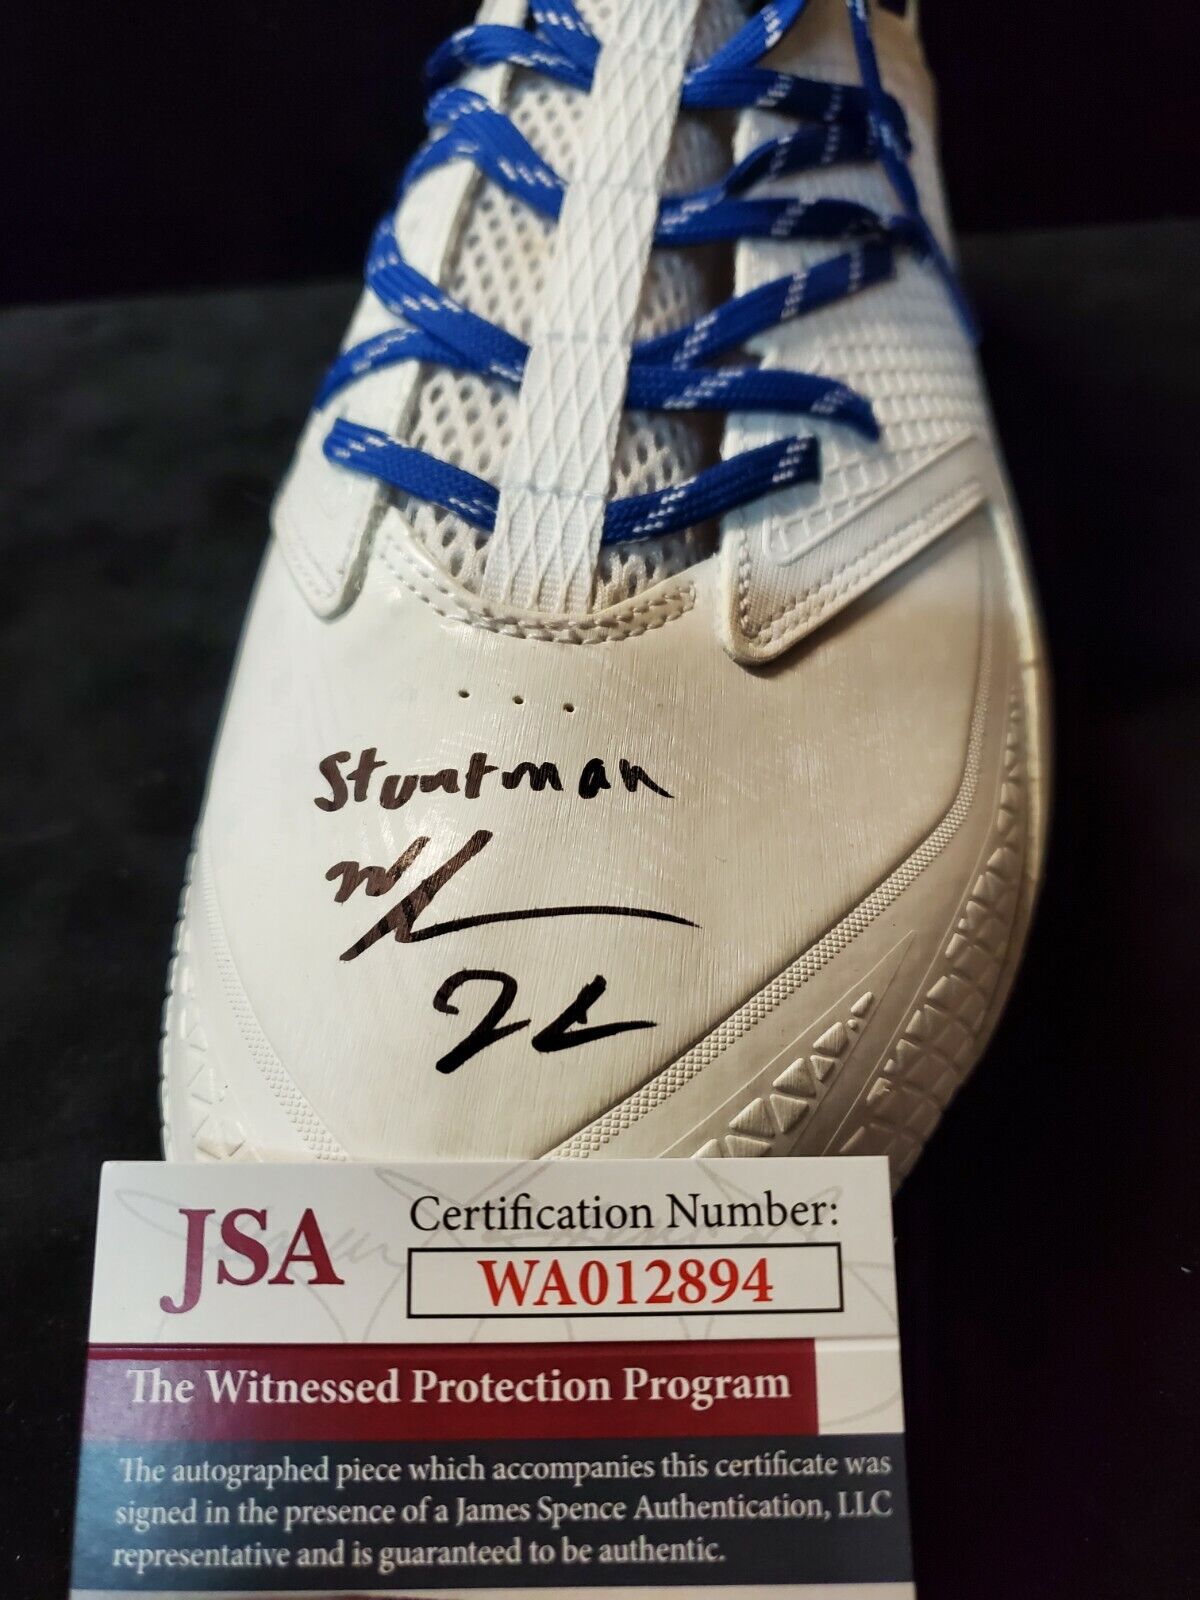 Stuntman
JSA
Certification Number:
WA012894
The Witnessed Protection Program
The autographed piece which accompanies this certificate was
signed in the presence of a James Spence Authentication, LLC
representative and is guaranteed to be authentic.